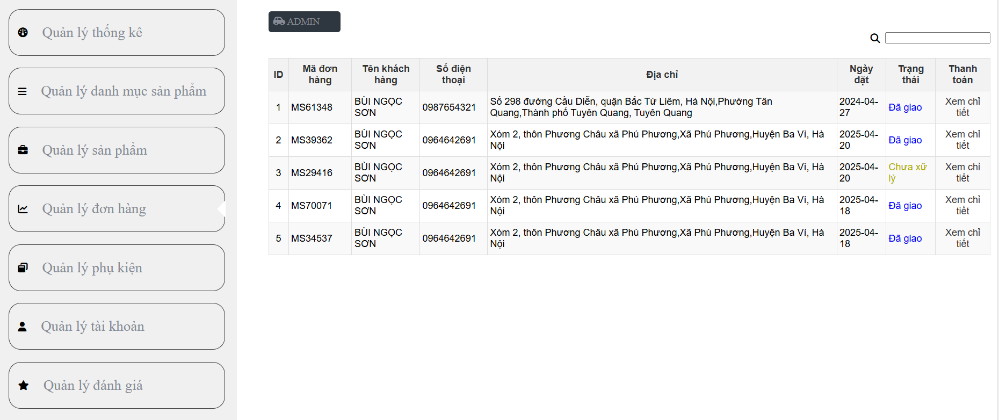 Quản lý thống kê
Quản lý danh mục sản phẩm
Quản lý sản phẩm
Quản lý đơn hàng
Quản lý phụ kiện
Quản lý tài khoản
Quản lý đánh giá
ADMIN
ID
Mã đơn
hàng
Tên khách
hàng
Số điện
thoại
Địa chỉ
Ngày
đặt
Trạng
thái
Thanh
toán
1
MS61348
BÙI NGỌC
SƠN
0987654321
Số 298 đường Cầu Diễn, quận Bắc Từ Liêm, Hà Nội,Phường Tân
Quang,Thành phố Tuyên Quang, Tuyên Quang
2024-04-
27
Đã giao
Xem chỉ
tiết
2
MS39362
BÙI NGỌC
SƠN
0964642691
Xóm 2, thôn Phương Châu xã Phú Phương,Xã Phú Phương,Huyện Ba Vì, Hà
Nội
2025-04-
20
Đã giao
Xem chỉ
tiết
3
MS29416
BÙI NGỌC
SƠN
0964642691
Xóm 2, thôn Phương Châu xã Phú Phương,Xã Phú Phương,Huyện Ba Vì, Hà
Nội
2025-04-
20
Chưa xữ
lý
Xem chỉ
tiết
4
MS70071
BÙI NGỌC
SƠN
0964642691
Xóm 2, thôn Phương Châu xã Phú Phương,Xã Phú Phương,Huyện Ba Vì, Hà
Nội
2025-04-
18
Đã giao
Xem chỉ
tiết
5
MS34537
BÙI NGỌC
SƠN
0964642691
Xóm 2, thôn Phương Châu xã Phú Phương,Xã Phú Phương,Huyện Ba Vì, Hà
Nội
2025-04-
18
Đã giao
Xem chỉ
tiết